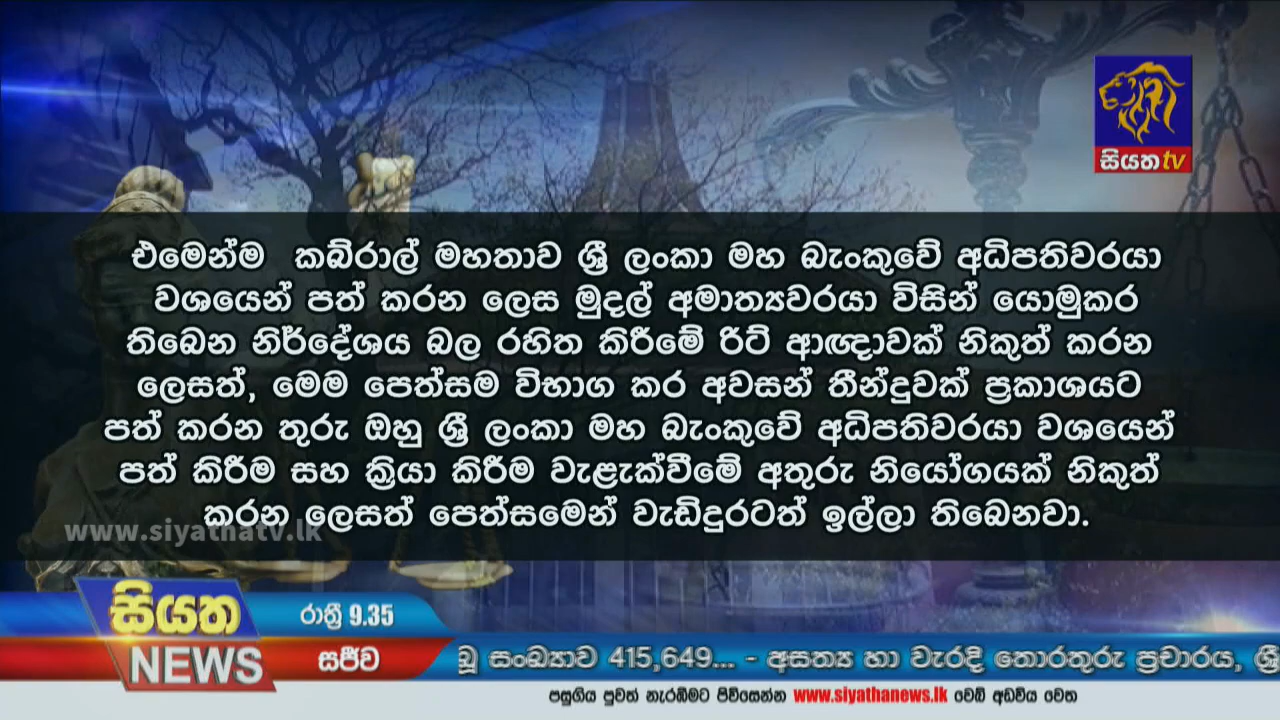 සියත tv
එමෙන්ම කබ්රාල් මහතාව ශ්‍රී ලංකා මහ බැංකුවේ අධිපතිවරයා
වශයෙන් පත් කරන ලෙස මුදල් අමාත්‍යවරයා විසින් යොමුකර
තිබෙන නිර්දේශය බල රහිත කිරීමේ රිට් ආඥාවක් නිකුත් කරන
ලෙසත්, මෙම පෙත්සම විභාග කර අවසන් තීන්දුවක් ප්‍රකාශයට
පත් කරන තුරු ඔහු ශ්‍රී ලංකා මහ බැංකුවේ අධිපතිවරයා වශයෙන්
පත් කිරීම සහ ක්‍රියා කිරීම වැළැක්වීමේ අතුරු නියෝගයක් නිකුත්
කරන ලෙසත් පෙත්සමෙන් වැඩිදුරටත් ඉල්ලා තිබෙනවා.
www.siyathatv.lk
සියත
NEWS
රාත්‍රී 9.35
සජීව
වූ සංඛ්‍යාව 415,649... - අසත්‍ය හා වැරදි තොරතුරු ප්‍රචාරය, ශ්‍රී
පසුගිය පුවත් නැරඹීමට පිවිසෙන්න www.siyathanews.lk වෙබ් අඩවිය වෙත